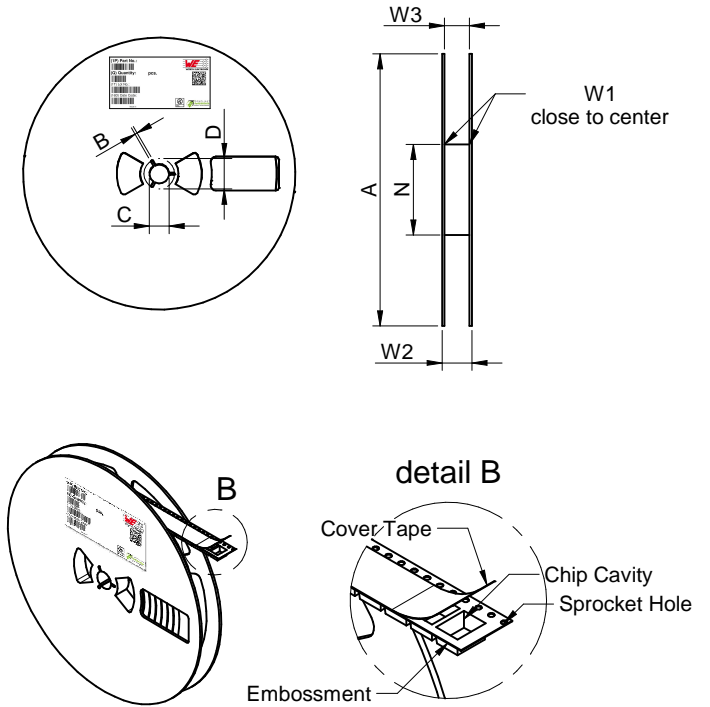 W3
(1P) Part No.:
(Q) Quantity: pcs.
WE
B
D
C
W1
close to center
A
N
W2
B
detail B
Cover Tape
Chip Cavity
Sprocket Hole
Embossment